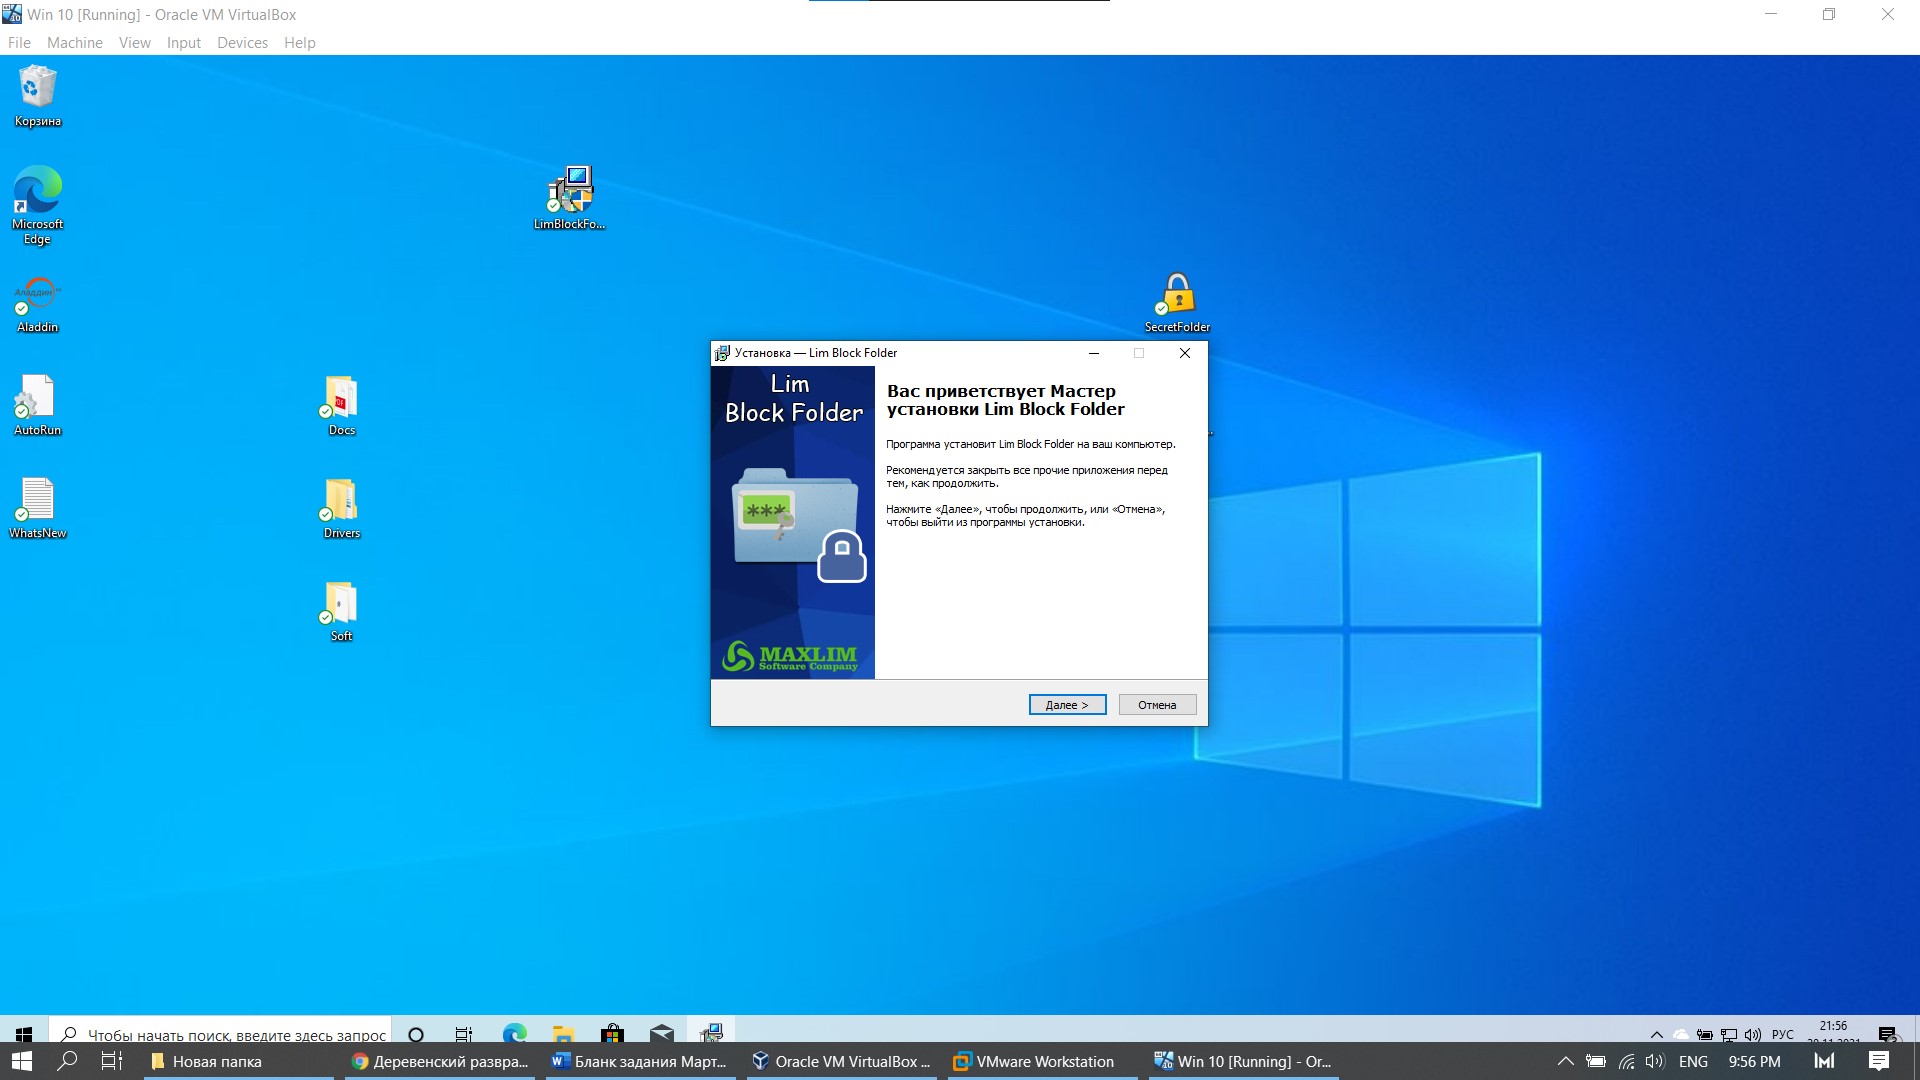 Win 10 [Running] - Oracle VM VirtualBox
File Machine View Input Devices Help
Корзина
Microsoft
Edge
Aladdin
AutoRun
WhatsNew
Docs
Drivers
Soft
LimBlockFo...
SecretFolder
Установка — Lim Block Folder
Lim
Block Folder
***
MAXLIM
Software Company
Вас приветствует Мастер
установки Lim Block Folder
Программа установит Lim Block Folder на ваш компьютер.
Рекомендуется закрыть все прочие приложения перед
тем, как продолжить.
Нажмите «Далее», чтобы продолжить, или «Отмена»,
чтобы выйти из программы установки.
Далее >
Отмена
Чтобы начать поиск, введите здесь запрос
РУС
21:56
Новая папка
Деревенский развра...
Бланк задания Март...
Oracle VM VirtualBox ...
VMware Workstation
Win 10 [Running] - Or...
ENG
9:56 PM